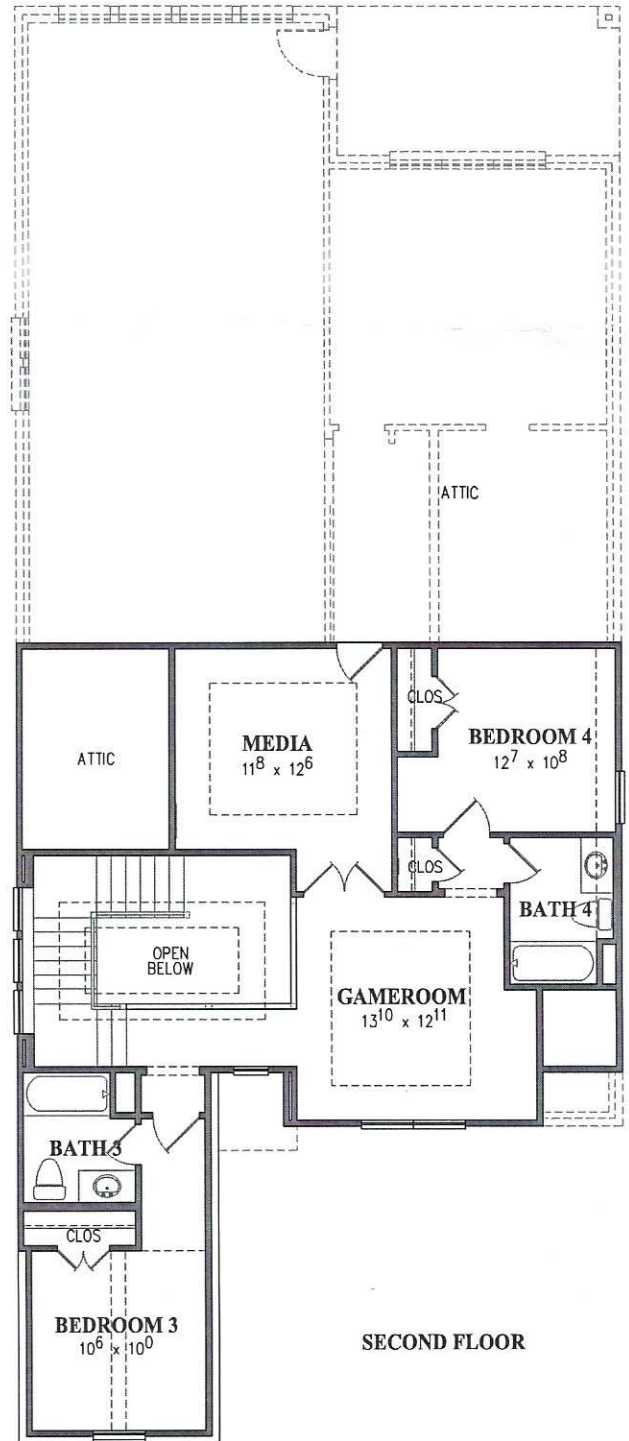 ATTIC
ATTIC
MEDIA
11⁸ x 12⁶
CLOS
BEDROOM 4
12⁷ x 10⁸
CLOS
BATH 4
OPEN
BELOW
GAMEROOM
13¹⁰ x 12¹¹
BATH 3
CLOS
BEDROOM 3
10⁶ x 10⁰
SECOND FLOOR